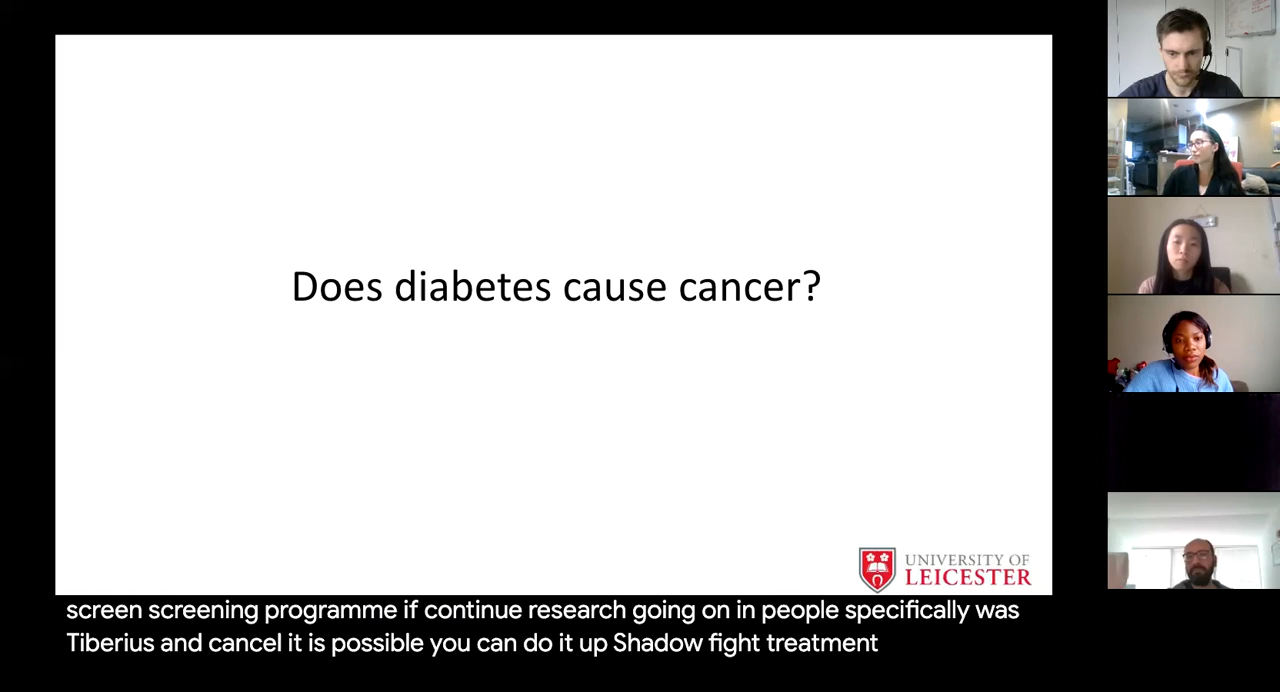 Does diabetes cause cancer?
UNIVERSITY OF
LEICESTER
screen screening programme if continue research going on in people specifically was
Tiberius and cancel it is possible you can do it up Shadow fight treatment